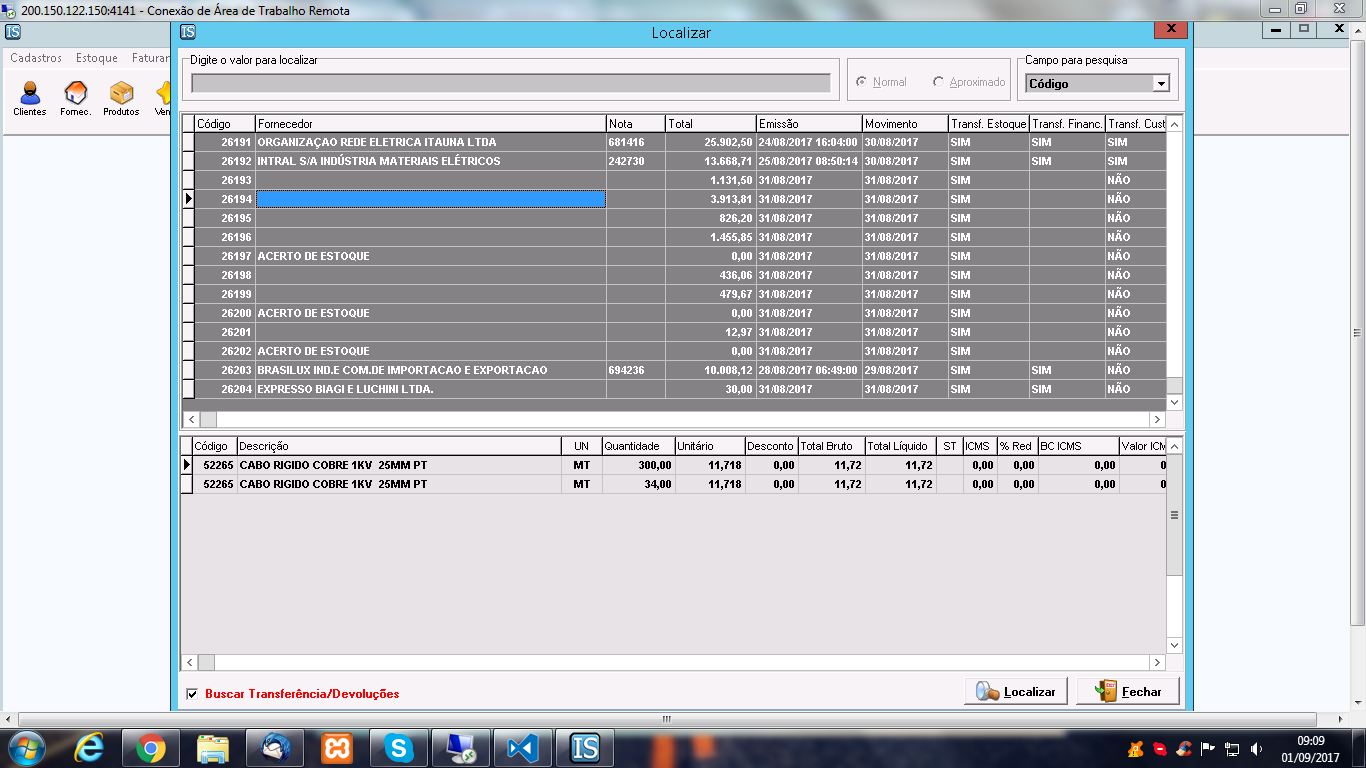 200.150.122.150:4141 - Conexão de Área de Trabalho Remota
IS
IS
Localizar
X
Cadastros Estoque Faturar
Clientes Fornec. Produtos Ven
Digite o valor para localizar
Normal Aproximado
Campo para pesquisa
Código
Código Fornecedor Nota Total Emissão Movimento Transf. Estoque Transf. Financ. Transf. Cust
26191 ORGANIZAÇAO REDE ELETRICA ITAUNA LTDA 681416 25.902,50 24/08/2017 16:04:00 30/08/2017 SIM SIM SIM
26192 INTRAL S/A INDÚSTRIA MATERIAIS ELÉTRICOS 242730 13.668,71 25/08/2017 08:50:14 30/08/2017 SIM SIM SIM
26193 1.131,50 31/08/2017 31/08/2017 SIM NÃO
26194 3.913,81 31/08/2017 31/08/2017 SIM NÃO
26195 826,20 31/08/2017 31/08/2017 SIM NÃO
26196 1.455,85 31/08/2017 31/08/2017 SIM NÃO
26197 ACERTO DE ESTOQUE 0,00 31/08/2017 31/08/2017 SIM NÃO
26198 436,06 31/08/2017 31/08/2017 SIM NÃO
26199 479,67 31/08/2017 31/08/2017 SIM NÃO
26200 ACERTO DE ESTOQUE 0,00 31/08/2017 31/08/2017 SIM NÃO
26201 12,97 31/08/2017 31/08/2017 SIM NÃO
26202 ACERTO DE ESTOQUE 0,00 31/08/2017 31/08/2017 SIM NÃO
26203 BRASILUX IND.E COM.DE IMPORTACAO E EXPORTACAO 694236 10.008,12 28/08/2017 06:49:00 29/08/2017 SIM SIM NÃO
26204 EXPRESSO BIAGI E LUCHINI LTDA. 30,00 31/08/2017 31/08/2017 SIM SIM NÃO
Código Descrição UN Quantidade Unitário Desconto Total Bruto Total Líquido ST ICMS % Red BC ICMS Valor ICM
52265 CABO RIGIDO COBRE 1KV 25MM PT MT 300,00 11,718 0,00 11,72 11,72 0,00 0,00 0,00 0
52265 CABO RIGIDO COBRE 1KV 25MM PT MT 34,00 11,718 0,00 11,72 11,72 0,00 0,00 0,00 0
Buscar Transferência/Devoluções
Localizar
Fechar
IS
09:09
01/09/2017